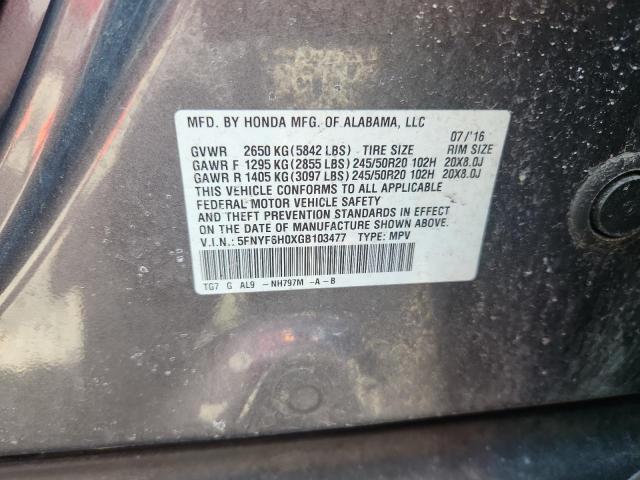 MFD. BY HONDA MFG. OF ALABAMA, LLC
07/'16
GVWR 2650 KG(5842 LBS) TIRE SIZE RIM SIZE
GAWR F 1295 KG(2855 LBS) 245/50R20 102H 20X8.0J
GAWR R 1405 KG(3097 LBS) 245/50R20 102H 20X8.0J
THIS VEHICLE CONFORMS TO ALL APPLICABLE
FEDERAL MOTOR VEHICLE SAFETY
AND THEFT PREVENTION STANDARDS IN EFFECT
ON THE DATE OF MANUFACTURE SHOWN ABOVE.
V.I.N.: 5FNYF6H0XGB103477 TYPE: MPV
TG7 G AL9 -NH797M -A-B